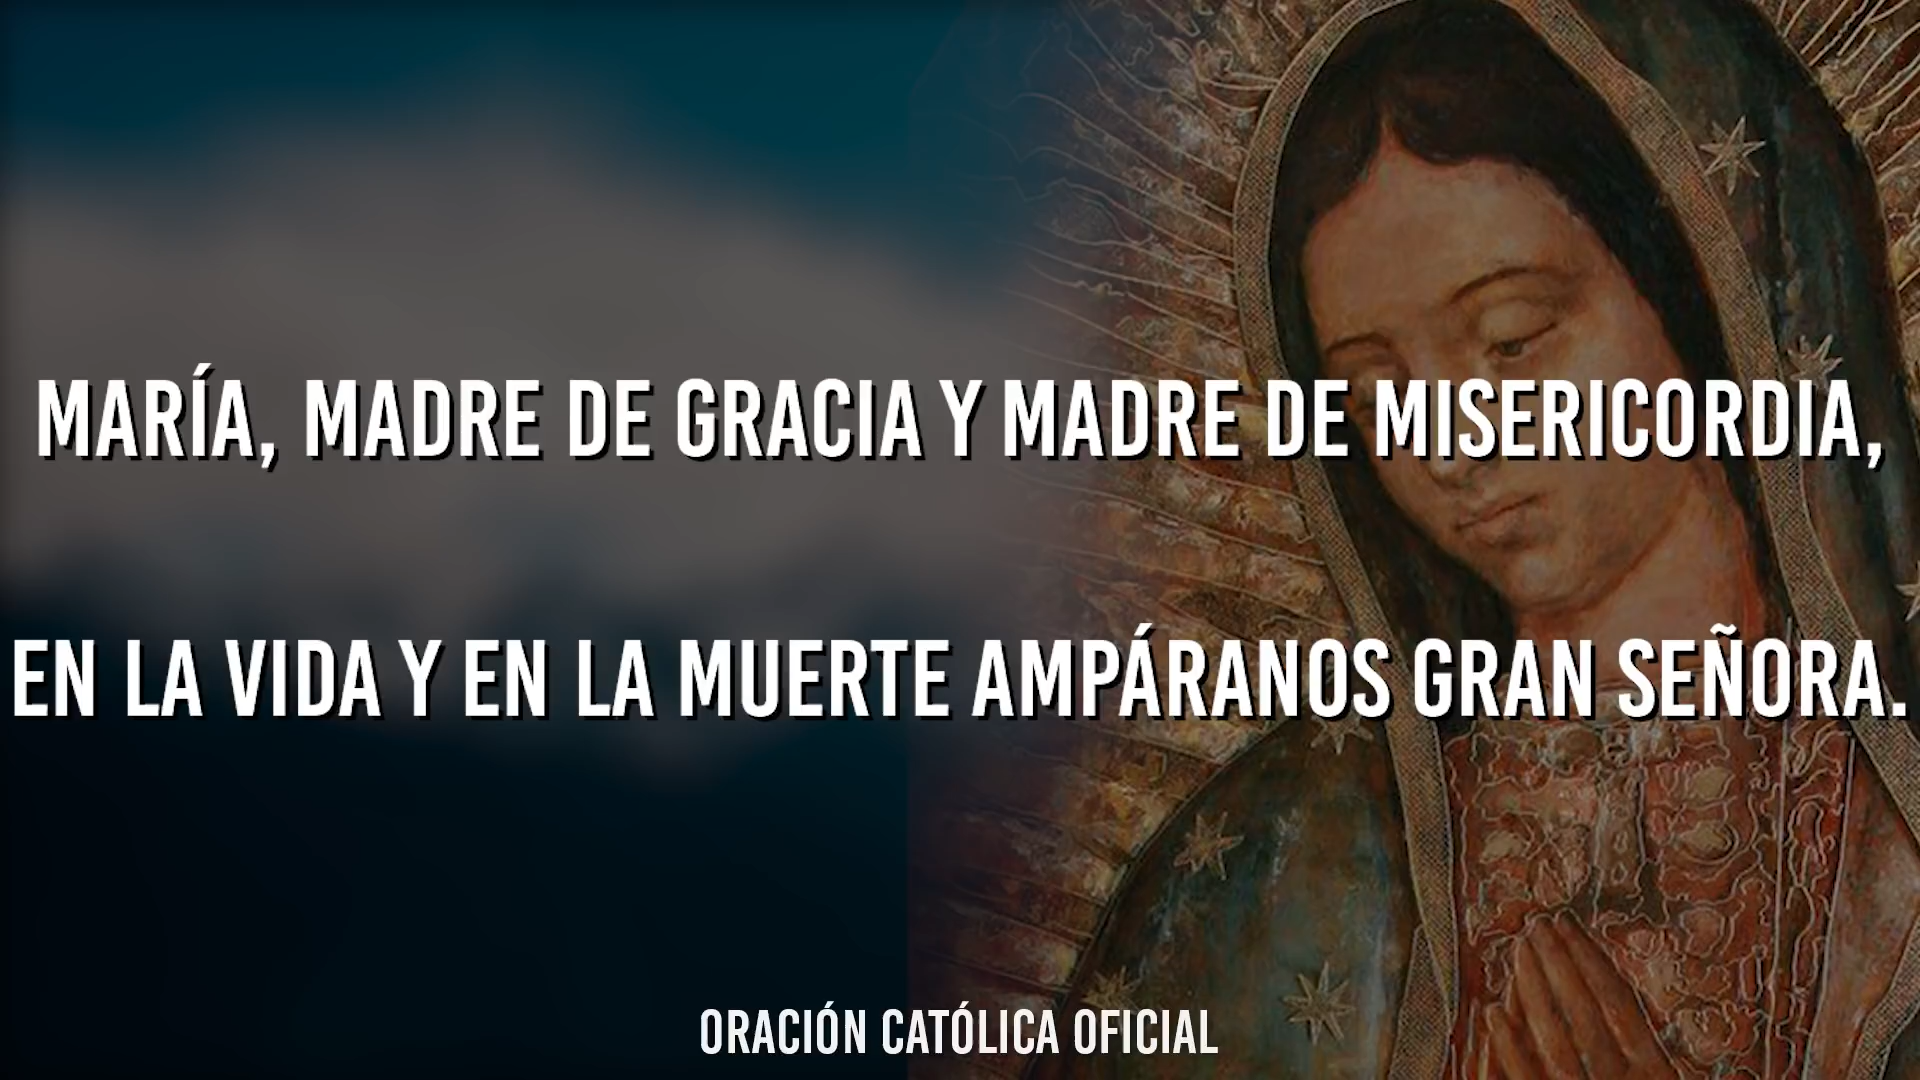 MARÍA, MADRE DE GRACIA Y MADRE DE MISERICORDIA,
EN LA VIDA Y EN LA MUERTE AMPÁRANOS GRAN SEÑORA.
ORACIÓN CATÓLICA OFICIAL